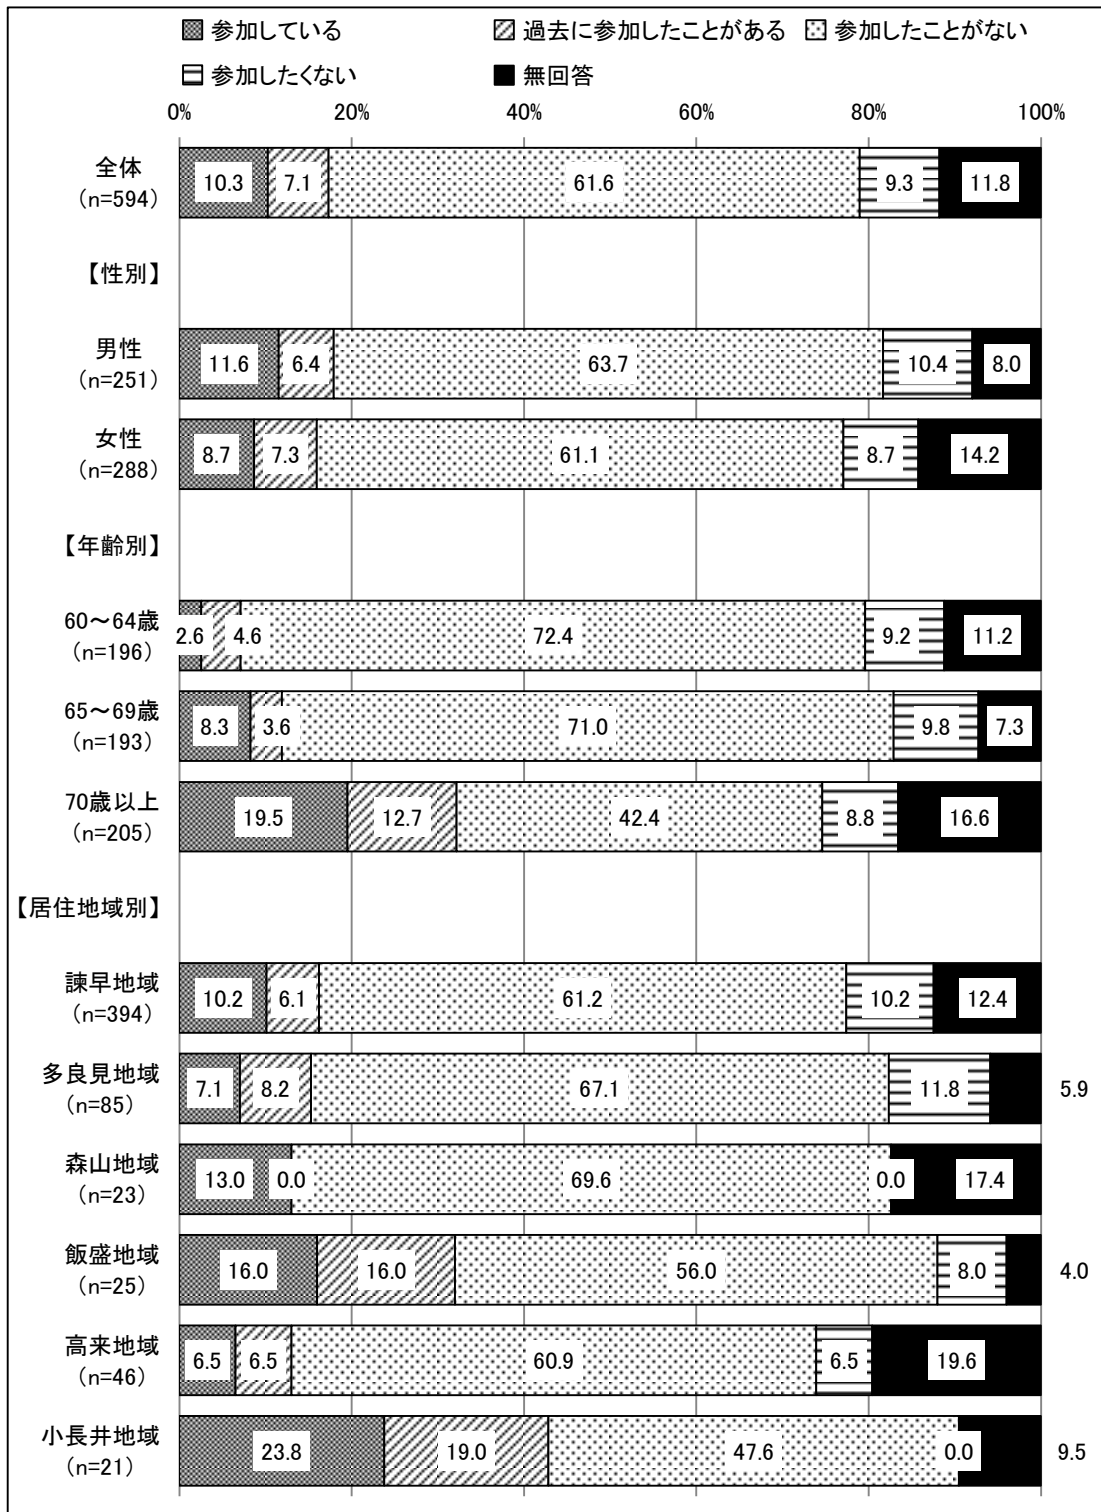 参加している 過去に参加したことがある 参加したことがない
参加したくない 無回答
0% 20% 40% 60% 80% 100%
全体
(n=594)
10.3 7.1 61.6 9.3 11.8
【性別】
男性
(n=251)
11.6 6.4 63.7 10.4 8.0
女性
(n=288)
8.7 7.3 61.1 8.7 14.2
【年齢別】
60～64歳
(n=196)
2.6 4.6 72.4 9.2 11.2
65～69歳
(n=193)
8.3 3.6 71.0 9.8 7.3
70歳以上
(n=205)
19.5 12.7 42.4 8.8 16.6
【居住地域別】
諫早地域
(n=394)
10.2 6.1 61.2 10.2 12.4
多良見地域
(n=85)
7.1 8.2 67.1 11.8 5.9
森山地域
(n=23)
13.0 0.0 69.6 0.0 17.4
飯盛地域
(n=25)
16.0 16.0 56.0 8.0 4.0
高来地域
(n=46)
6.5 6.5 60.9 6.5 19.6
小長井地域
(n=21)
23.8 19.0 47.6 0.0 9.5